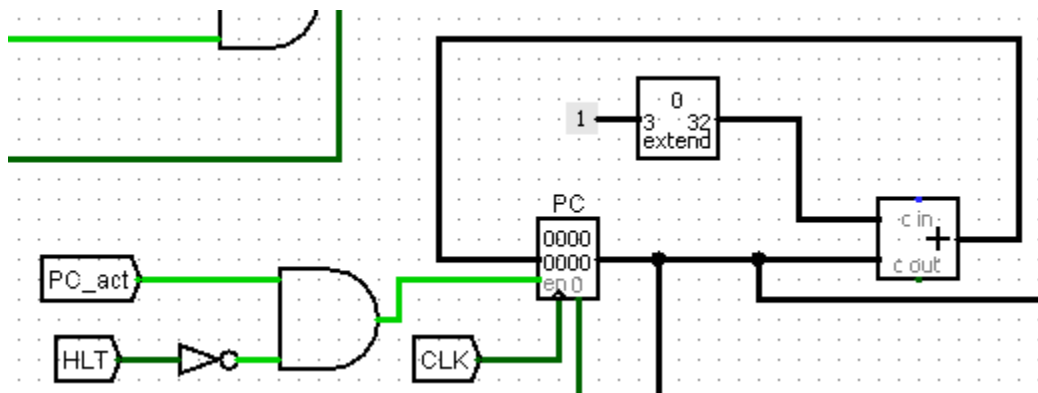 0
1
3 32
extend
PC
0000
0000
en 0
c in
+
c out
PC_act
HLT
CLK